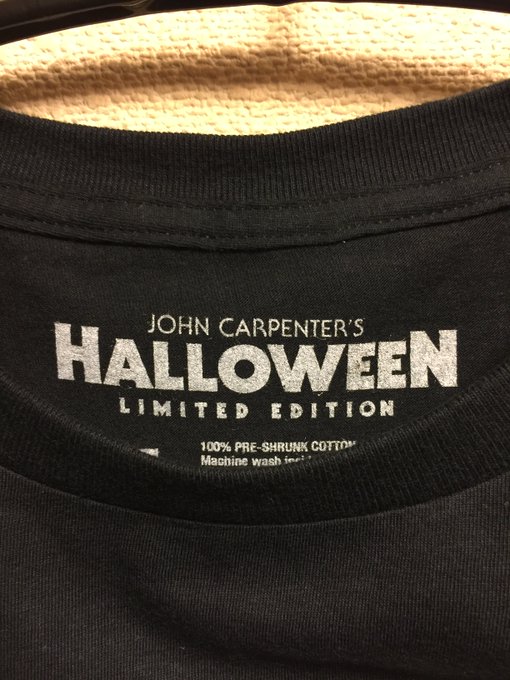 JOHN CARPENTER'S
HALLOWEEN
LIMITED EDITION
100% PRE-SHRUNK COTTON
Machine wash